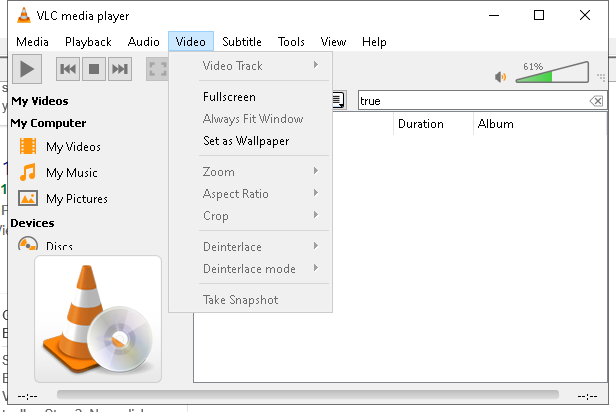 VLC media player
Media Playback Audio Video Subtitle Tools View Help
Video Track
61%
Fullscreen
true
Always Fit Window
Duration Album
Set as Wallpaper
Zoom
Aspect Ratio
Crop
Deinterlace
Deinterlace mode
Take Snapshot
My Videos
My Computer
My Videos
My Music
My Pictures
Devices
Discs
--:-- --:--